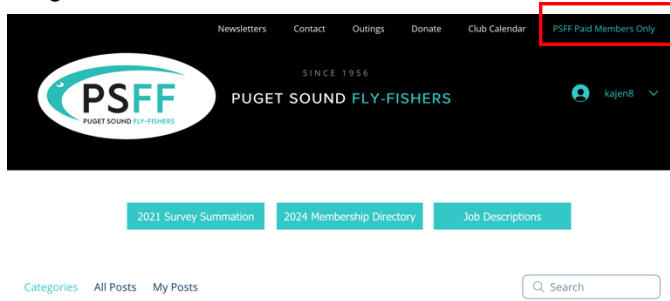 Newsletters Contact Outings Donate Club Calendar PSFF Paid Members Only
SINCE 1956
PSFF
PUGET SOUND FLY-FISHERS
PUGET SOUND FLY-FISHERS
kajen8
2021 Survey Summation 2024 Membership Directory Job Descriptions
Categories All Posts My Posts
Search